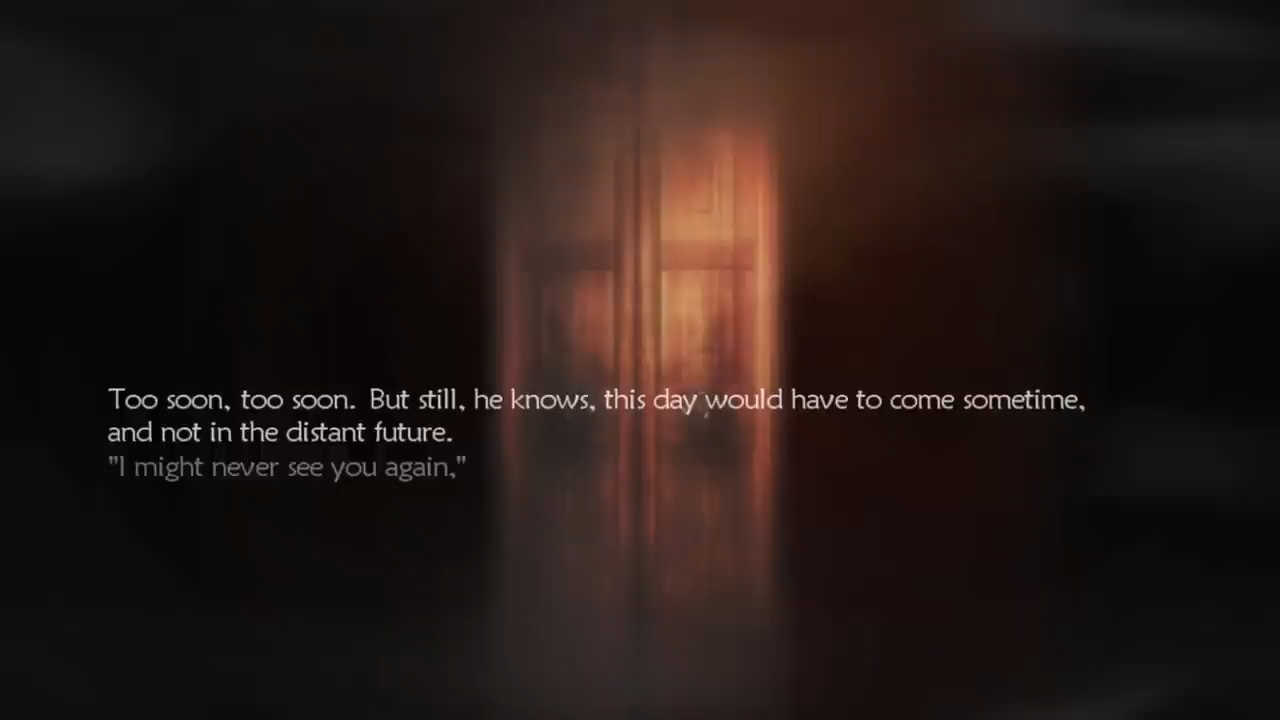 Too soon, too soon.  But still, he knows, this day would have to come sometime,
and not in the distant future.
"I might never see you again,"